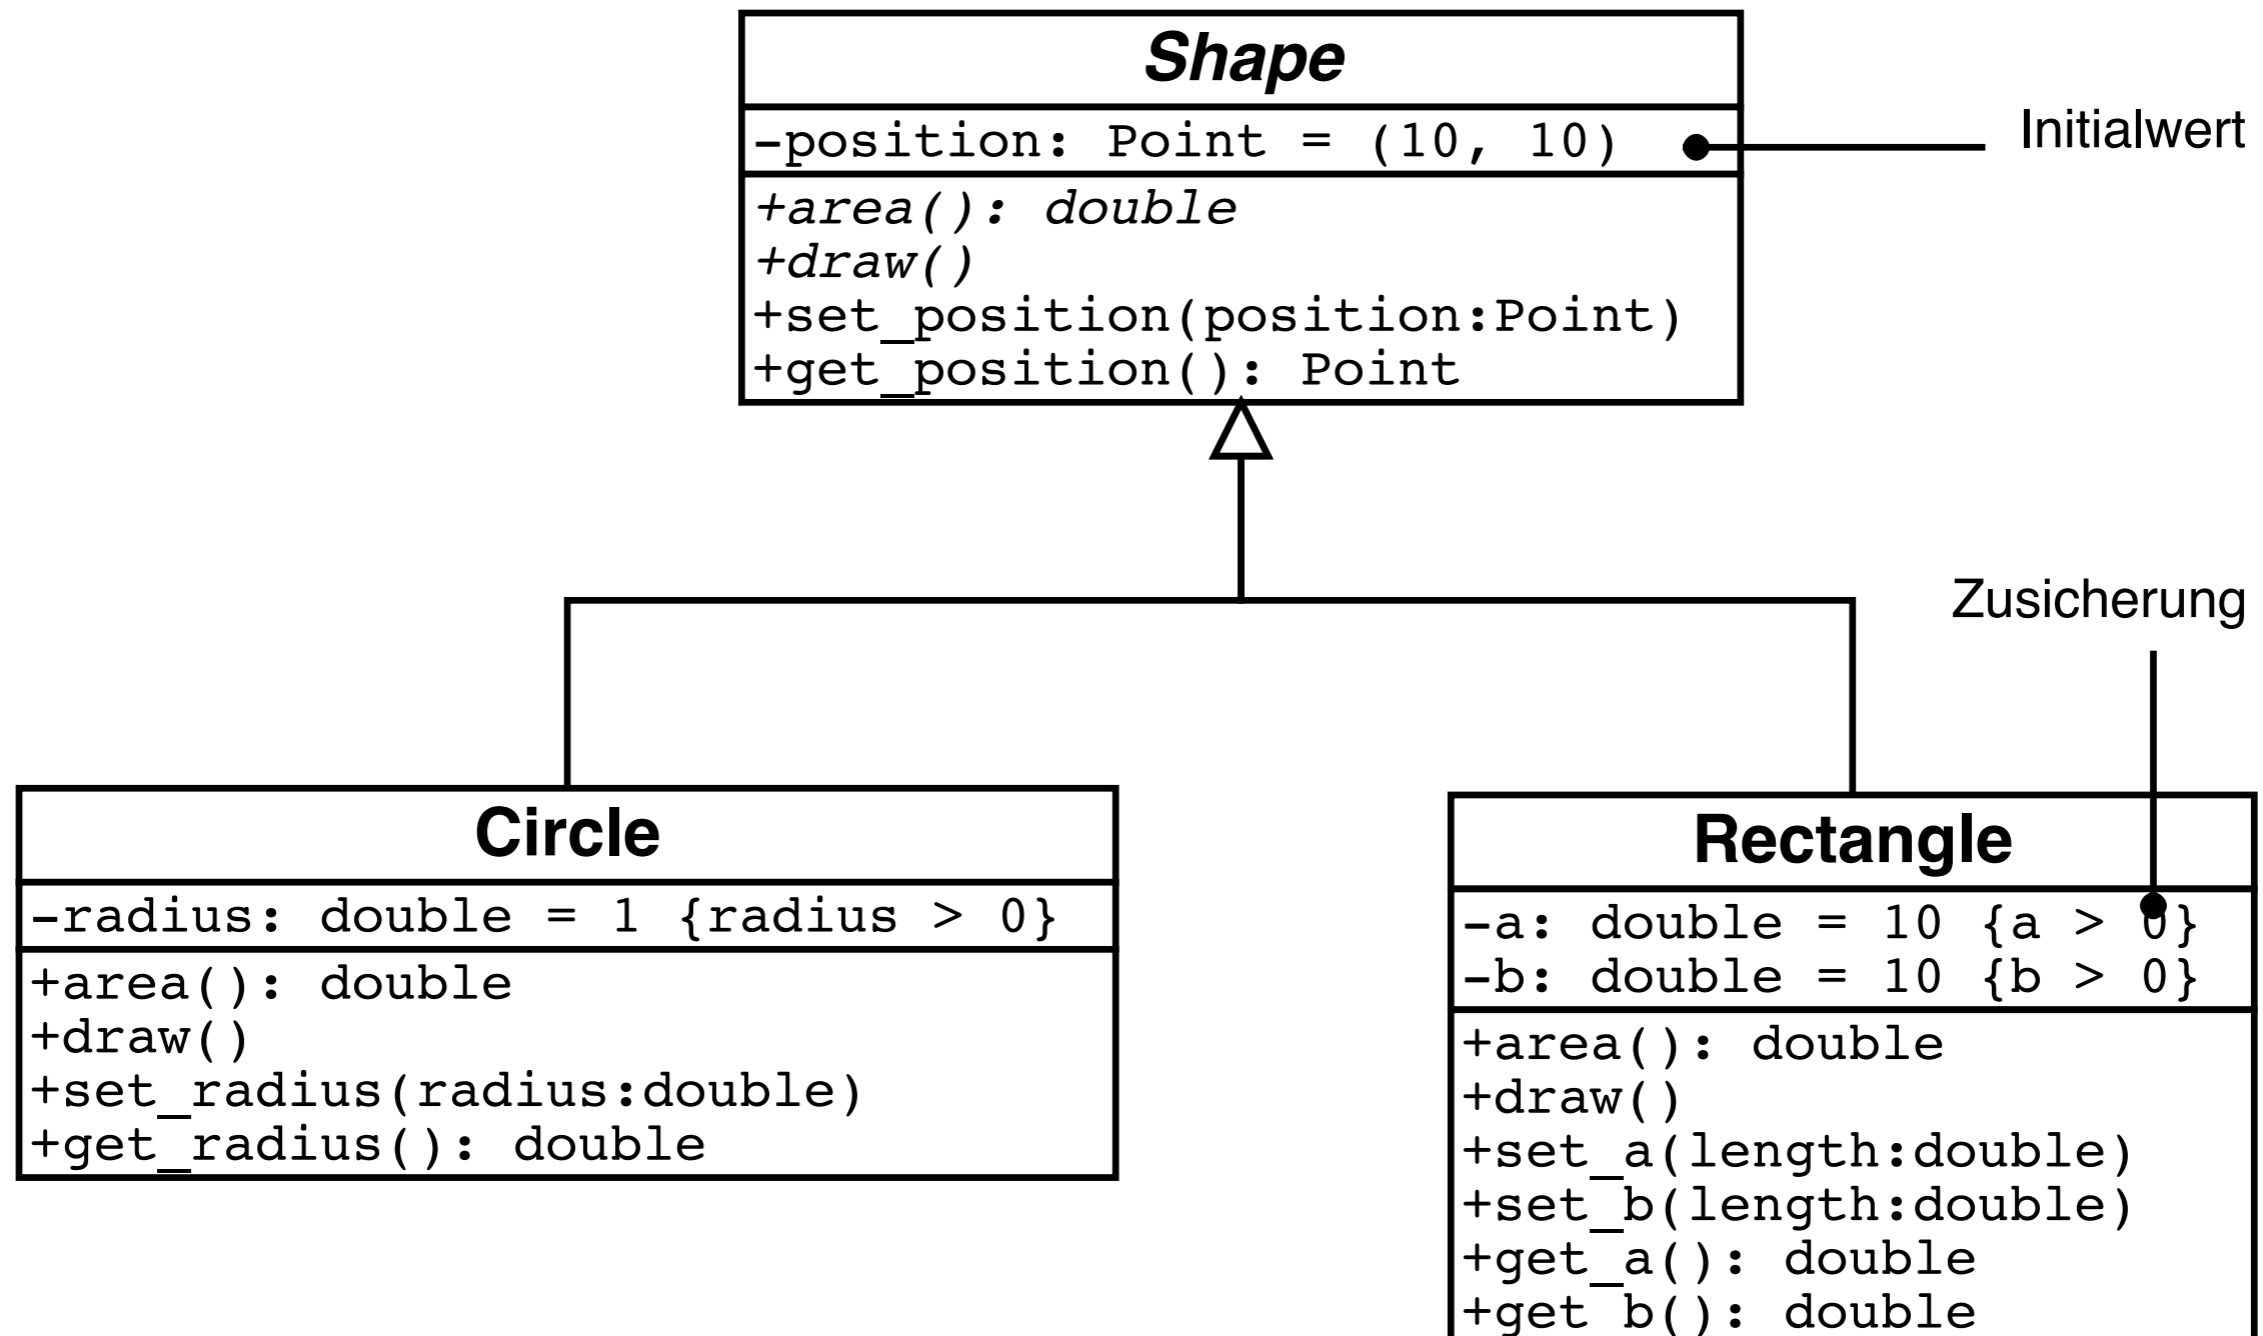 Shape
-position: Point = (10, 10)
Initialwert
+area(): double
+draw()
+set_position(position:Point)
+get_position(): Point
Zusicherung
Circle
-radius: double = 1 {radius > 0}
+area(): double
+draw()
+set_radius(radius:double)
+get_radius(): double
Rectangle
-a: double = 10 {a > 0}
-b: double = 10 {b > 0}
+area(): double
+draw()
+set_a(length:double)
+set_b(length:double)
+get_a(): double
+get_b(): double